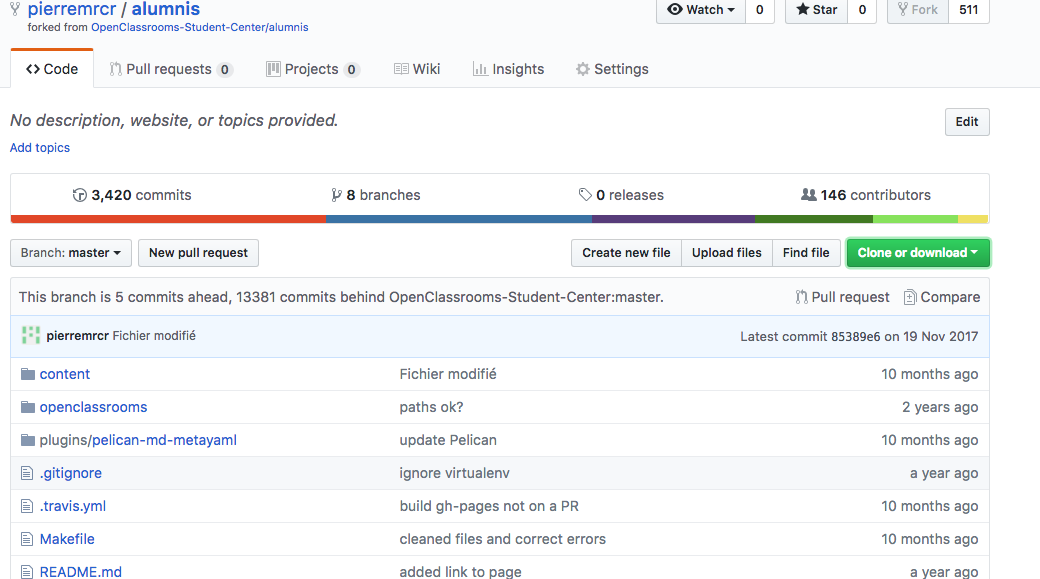 pierremrcr / alumnis
Watch 0 Star 0 Fork 511
forked from OpenClassrooms-Student-Center/alumnis
Code Pull requests 0 Projects 0 Wiki Insights Settings
No description, website, or topics provided.
Edit
Add topics
3,420 commits 8 branches 0 releases 146 contributors
Branch: master New pull request Create new file Upload files Find file Clone or download
This branch is 5 commits ahead, 13381 commits behind OpenClassrooms-Student-Center:master. Pull request Compare
pierremrcr Fichier modifié Latest commit 85389e6 on 19 Nov 2017
content Fichier modifié 10 months ago
openclassrooms paths ok? 2 years ago
plugins/pelican-md-metayaml update Pelican 10 months ago
.gitignore ignore virtualenv a year ago
.travis.yml build gh-pages not on a PR 10 months ago
Makefile cleaned files and correct errors 10 months ago
README.md added link to page a year ago